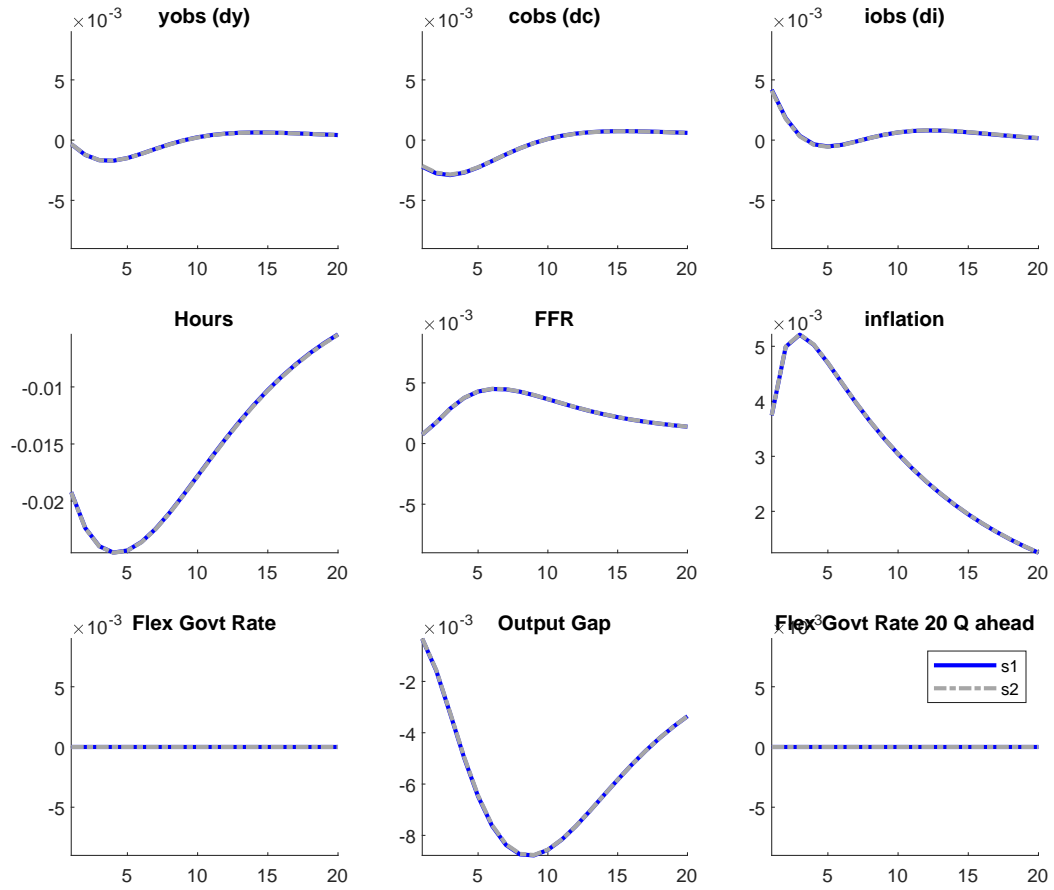 yobs (dy)
×10-3
5
0
-5
5 10 15 20
cobs (dc)
×10-3
5
0
-5
5 10 15 20
iobs (di)
×10-3
5
0
-5
5 10 15 20
Hours
-0.01
-0.015
-0.02
5 10 15 20
FFR
×10-3
5
0
-5
5 10 15 20
inflation
×10-3
5
4
3
2
5 10 15 20
Flex Govt Rate
×10-3
5
0
-5
5 10 15 20
Output Gap
×10-3
-2
-4
-6
-8
5 10 15 20
Flex Govt Rate 20 Q ahead
×10-3
s1
s2
5
0
-5
5 10 15 20